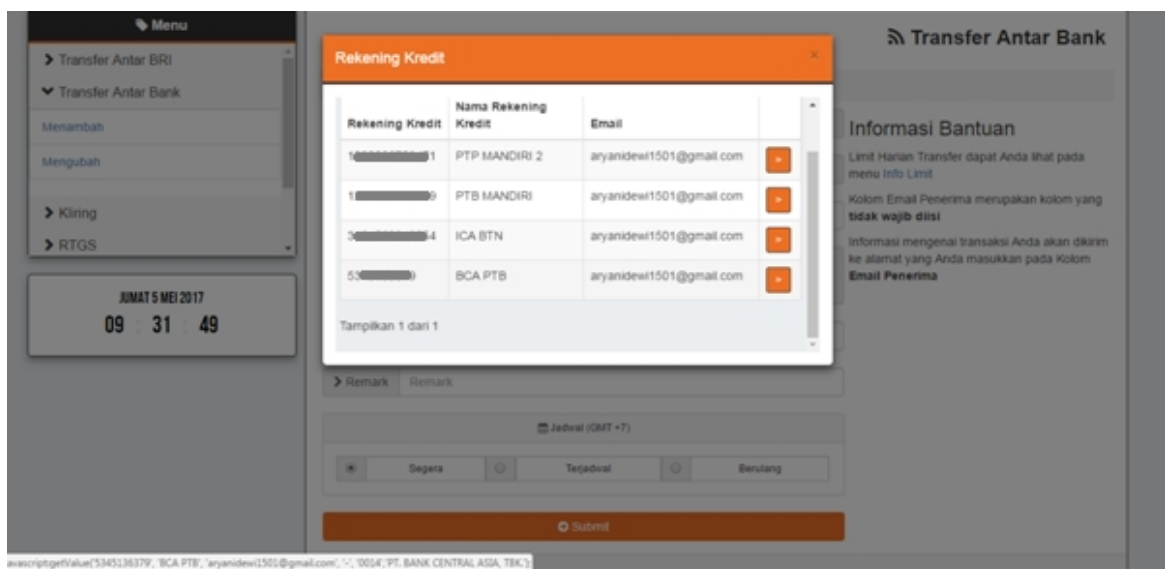 Menu
Transfer Antar BRI
Transfer Antar Bank
Menambah
Mengubah
Kliring
RTGS
JUMAT 5 MEI 2017
09 : 31 : 49
Rekening Kredit ×
Rekening Kredit Nama Rekening Kredit Email
PTP MANDIRI 2 aryanidewi1501@gmail.com >
PTB MANDIRI aryanidewi1501@gmail.com >
ICA BTN aryanidewi1501@gmail.com >
BCA PTB aryanidewi1501@gmail.com >
Tampilkan 1 dari 1
Remark Remark
Jadwal (GMT +7)
Segera Terjadwal Berulang
Submit
Transfer Antar Bank
Informasi Bantuan
Limit Harian Transfer dapat Anda lihat pada
menu Info Limit
Kolom Email Penerima merupakan kolom yang
tidak wajib diisi
Informasi mengenai transaksi Anda akan dikirim
ke alamat yang Anda masukkan pada Kolom
Email Penerima
avascript:getValue('5345136379', 'BCA PTB', 'aryanidewi1501@gmail.com', '-', '0014','PT. BANK CENTRAL ASIA, TBK.');